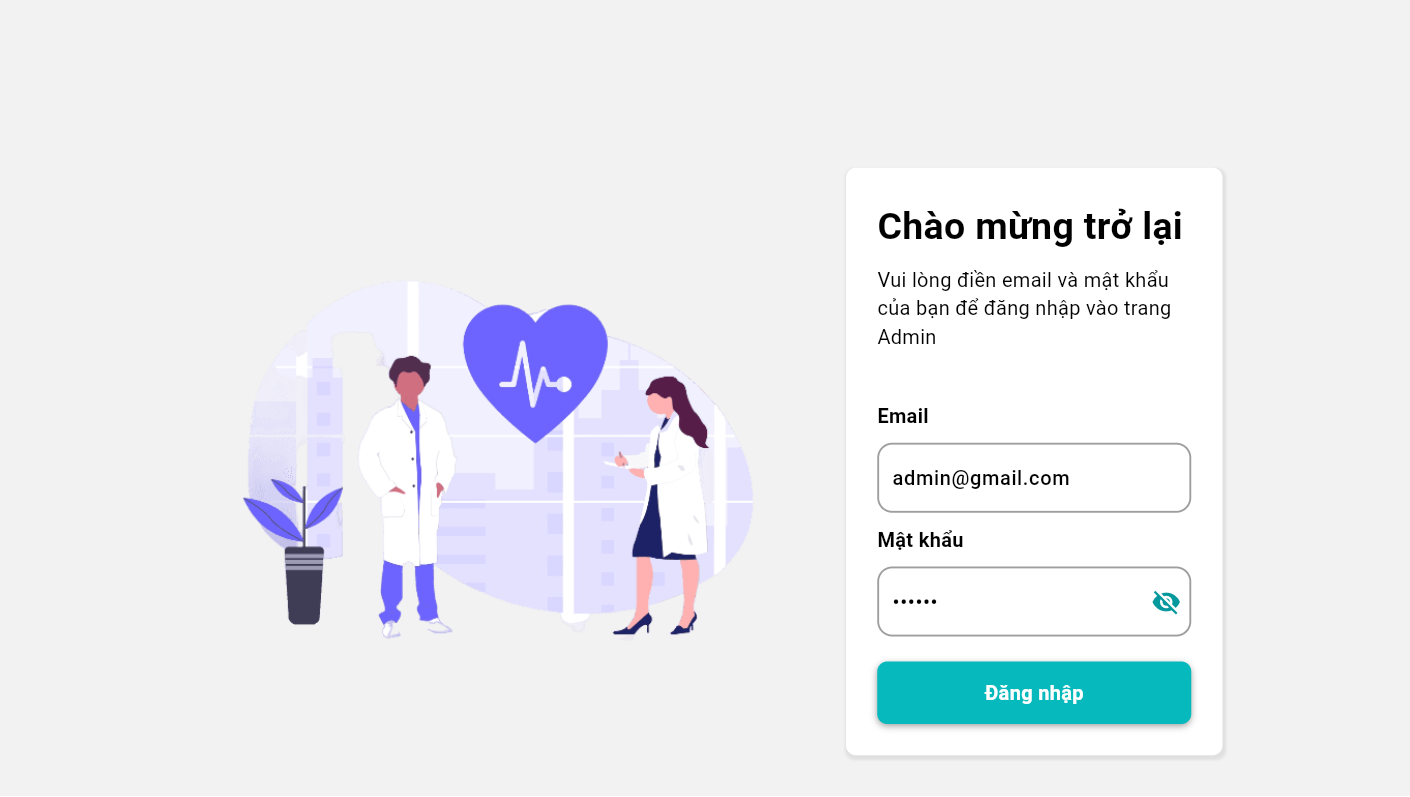 Chào mừng trở lại
Vui lòng điền email và mật khẩu
của bạn để đăng nhập vào trang
Admin
Email
admin@gmail.com
Mật khẩu
••••••
Đăng nhập